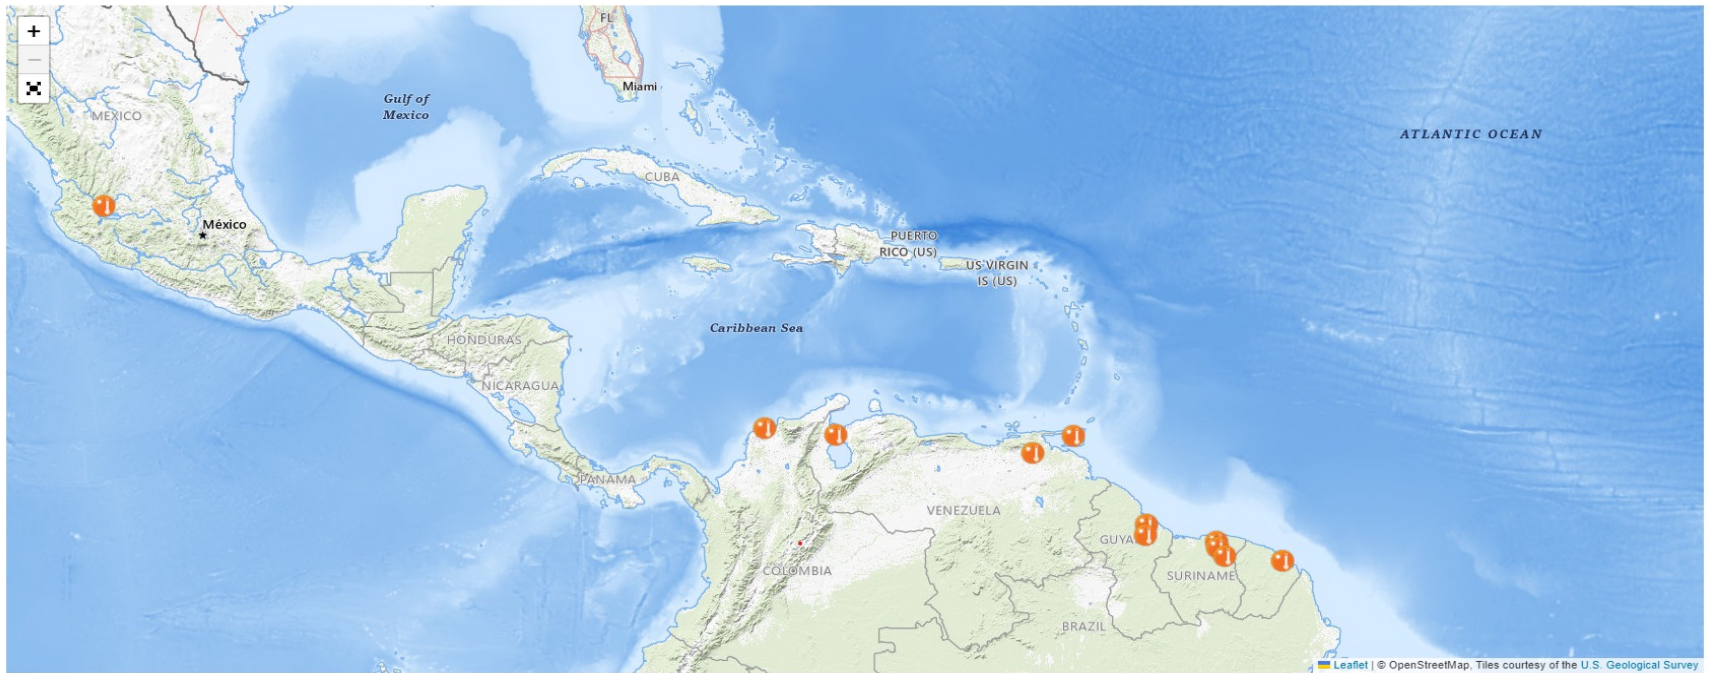 FL
+
−
Miami
Gulf of
Mexico
MEXICO
ATLANTIC OCEAN
CUBA
México
PUERTO
RICO (US)
US VIRGIN
IS (US)
Caribbean Sea
HONDURAS
NICARAGUA
PANAMA
VENEZUELA
GUYA
COLOMBIA
SURINAME
BRAZIL
Leaflet | © OpenStreetMap, Tiles courtesy of the U.S. Geological Survey